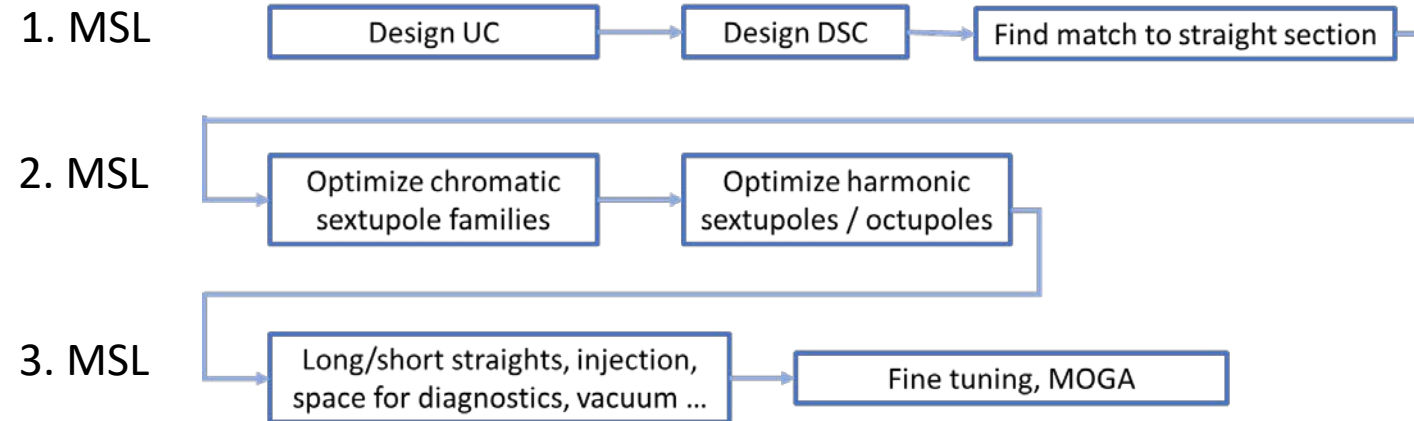 1. MSL
Design UC
Design DSC
Find match to straight section
2. MSL
Optimize chromatic
sextupole families
Optimize harmonic
sextupoles / octupoles
3. MSL
Long/short straights, injection,
space for diagnostics, vacuum ...
Fine tuning, MOGA